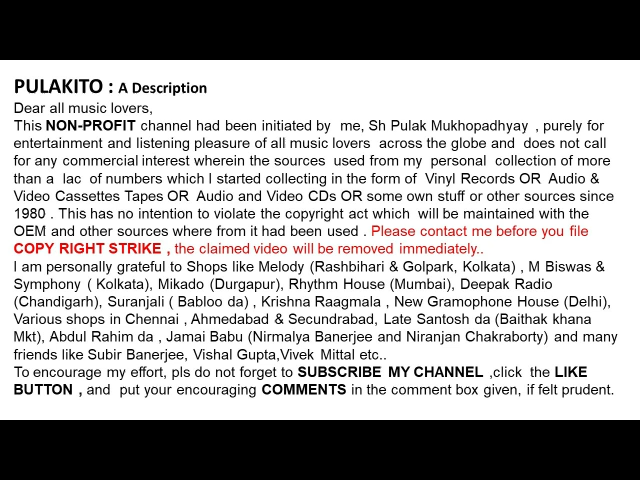 PULAKITO : A Description
Dear all music lovers,
This NON-PROFIT channel had been initiated by me, Sh Pulak Mukhopadhyay , purely for
entertainment and listening pleasure of all music lovers across the globe and does not call
for any commercial interest wherein the sources used from my personal collection of more
than a lac of numbers which I started collecting in the form of Vinyl Records OR Audio &
Video Cassettes Tapes OR Audio and Video CDs OR some own stuff or other sources since
1980 . This has no intention to violate the copyright act which will be maintained with the
OEM and other sources where from it had been used . Please contact me before you file
COPY RIGHT STRIKE , the claimed video will be removed immediately..
I am personally grateful to Shops like Melody (Rashbihari & Golpark, Kolkata) , M Biswas &
Symphony ( Kolkata), Mikado (Durgapur), Rhythm House (Mumbai), Deepak Radio
(Chandigarh), Suranjali ( Babloo da) , Krishna Raagmala , New Gramophone House (Delhi),
Various shops in Chennai , Ahmedabad & Secundrabad, Late Santosh da (Baithak khana
Mkt), Abdul Rahim da , Jamai Babu (Nirmalya Banerjee and Niranjan Chakraborty) and many
friends like Subir Banerjee, Vishal Gupta,Vivek Mittal etc..
To encourage my effort, pls do not forget to SUBSCRIBE MY CHANNEL ,click the LIKE
BUTTON , and put your encouraging COMMENTS in the comment box given, if felt prudent.